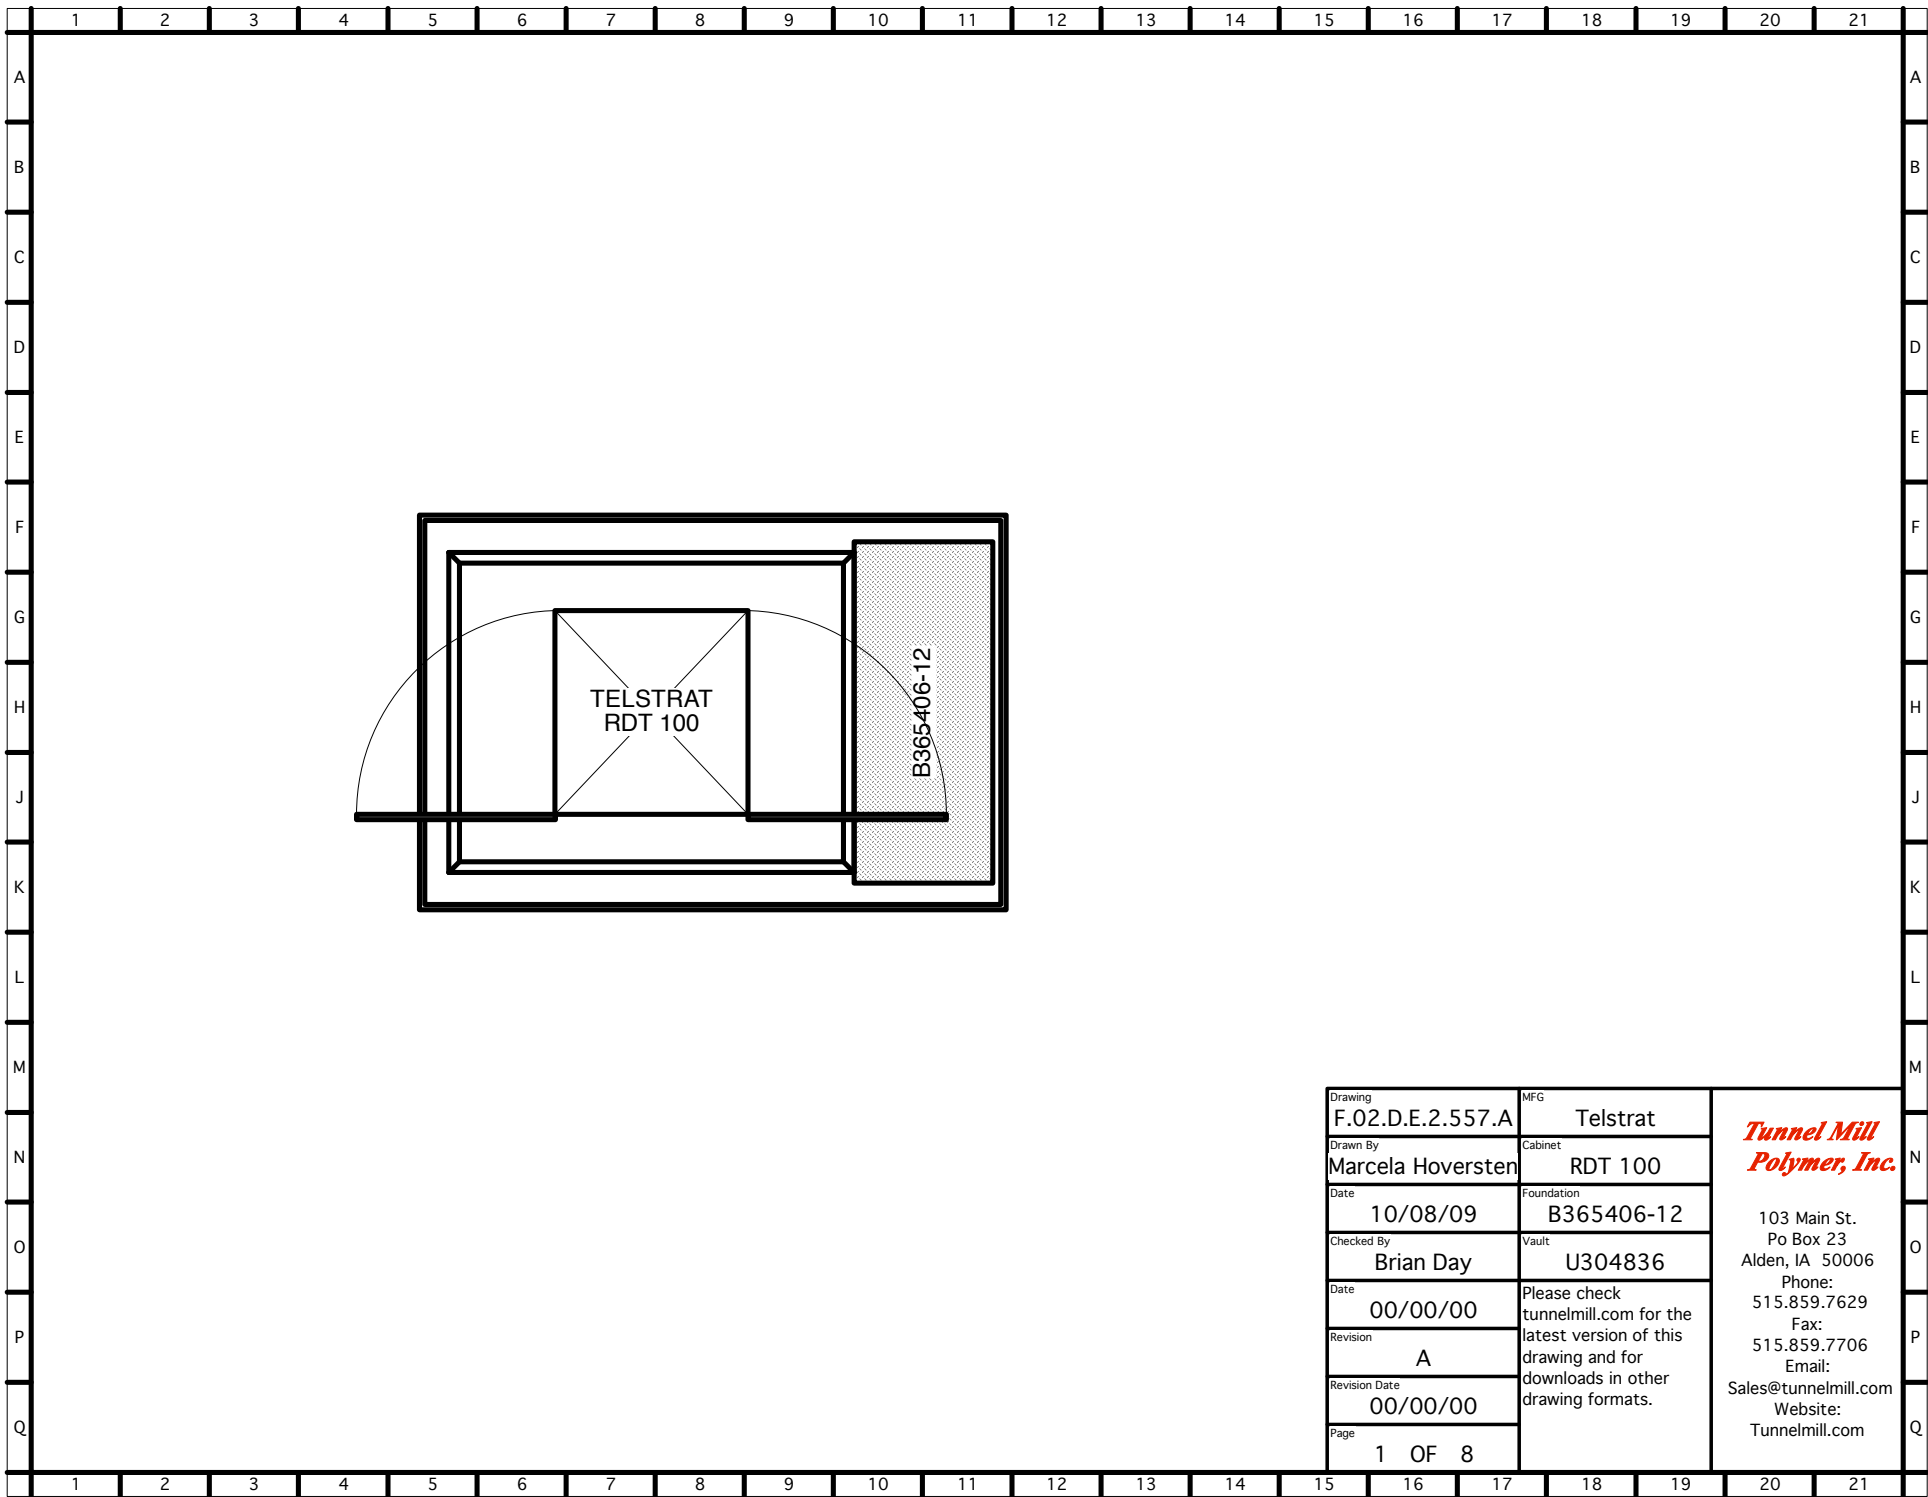 1 2 3 4 5 6 7 8 9 10 11 12 13 14 15 16 17 18 19 20 21
A A
B B
C C
D D
E E
F F
G G
H H
J J
K K
L L
M M
N N
O O
P P
Q Q
TELSTRAT
RDT 100
B365406-12
Drawing
F.02.D.E.2.557.A
Drawn By
Marcela Hoversten
Date
10/08/09
Checked By
Brian Day
Date
00/00/00
Revision
A
Revision Date
00/00/00
Page
1 OF 8
MFG
Telstrat
Cabinet
RDT 100
Foundation
B365406-12
Vault
U304836
Please check
tunnelmill.com for the
latest version of this
drawing and for
downloads in other
drawing formats.
Tunnel Mill
Polymer, Inc.
103 Main St.
Po Box 23
Alden, IA 50006
Phone:
515.859.7629
Fax:
515.859.7706
Email:
Sales@tunnelmill.com
Website:
Tunnelmill.com
1 2 3 4 5 6 7 8 9 10 11 12 13 14 15 16 17 18 19 20 21